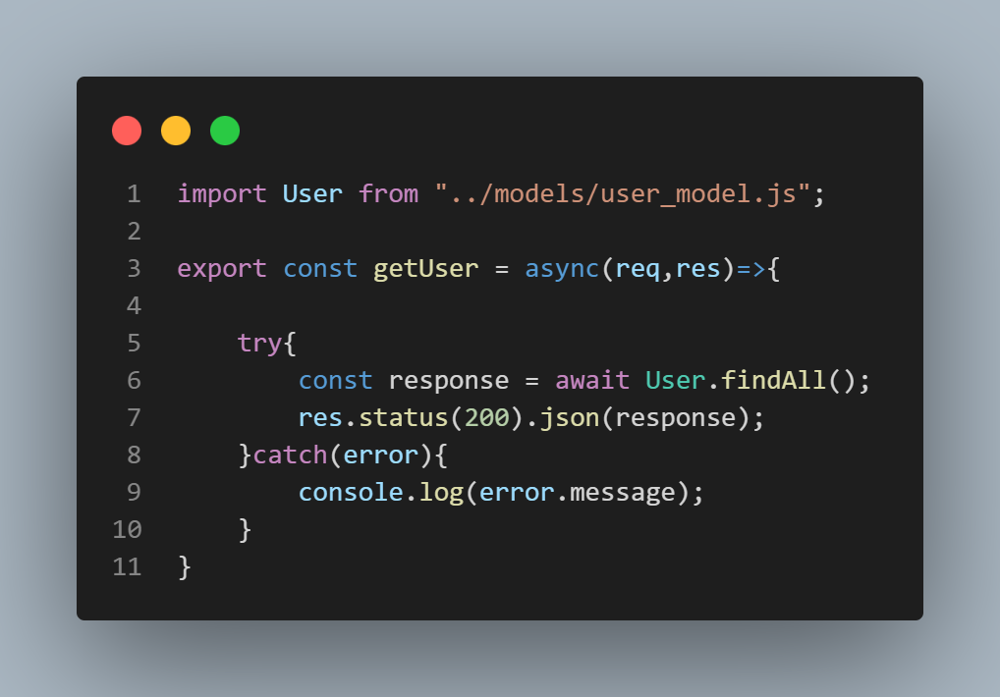 1 import User from "../models/user_model.js";
2
3 export const getUser = async(req,res)=>{
4
5     try{
6         const response = await User.findAll();
7         res.status(200).json(response);
8     }catch(error){
9         console.log(error.message);
10     }
11 }